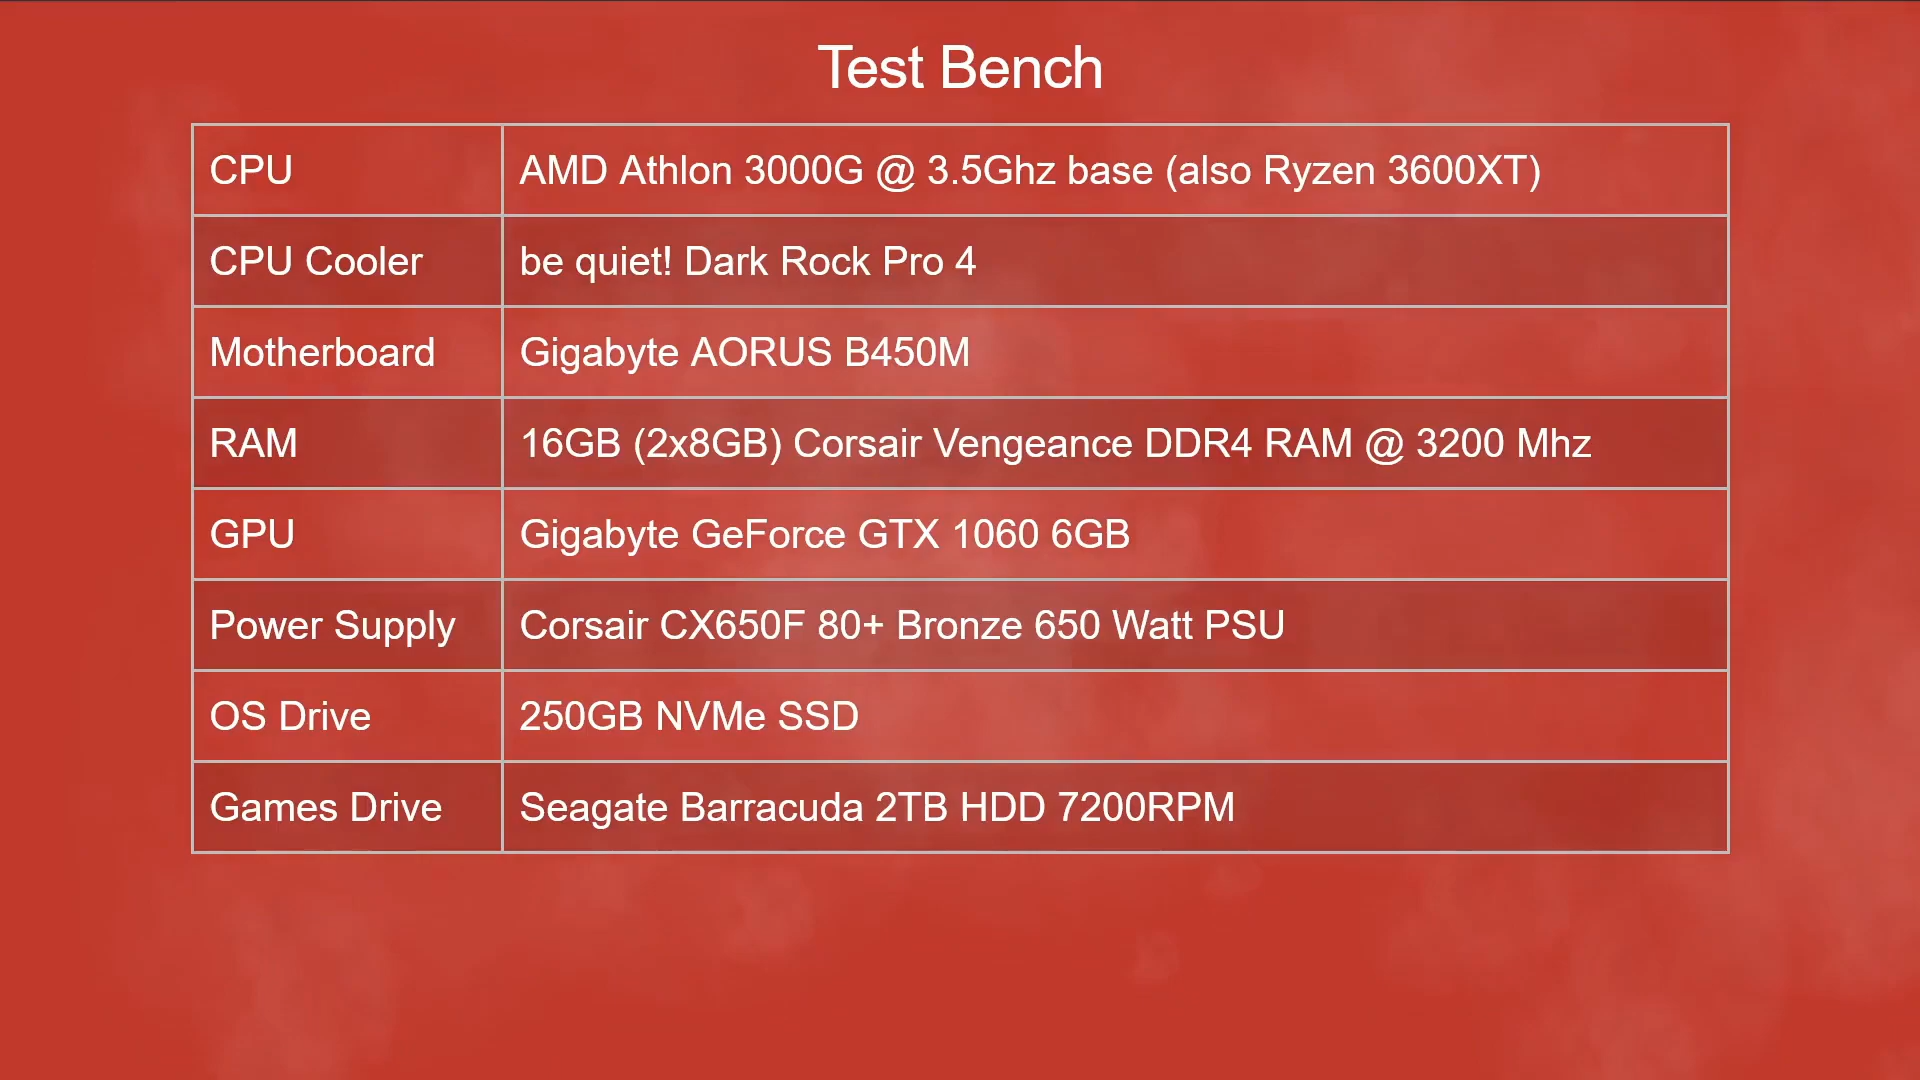 Test Bench
CPU AMD Athlon 3000G @ 3.5Ghz base (also Ryzen 3600XT)
CPU Cooler be quiet! Dark Rock Pro 4
Motherboard Gigabyte AORUS B450M
RAM 16GB (2x8GB) Corsair Vengeance DDR4 RAM @ 3200 Mhz
GPU Gigabyte GeForce GTX 1060 6GB
Power Supply Corsair CX650F 80+ Bronze 650 Watt PSU
OS Drive 250GB NVMe SSD
Games Drive Seagate Barracuda 2TB HDD 7200RPM